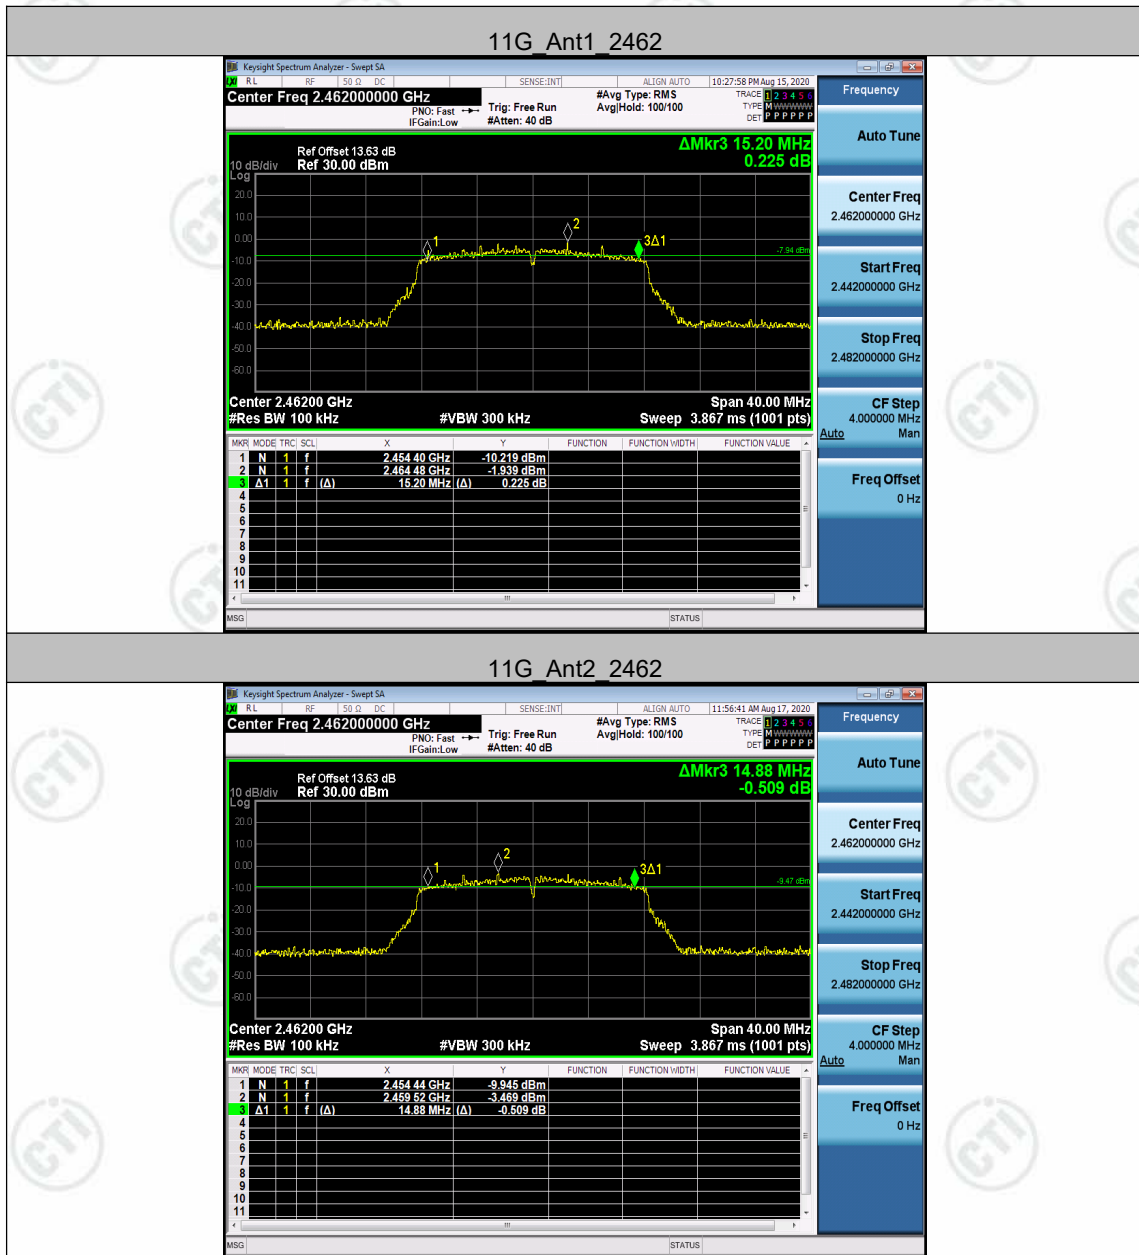 11G_Ant1_2462
Keysight Spectrum Analyzer - Swept SA
RL RF 50 Ω DC SENSE:INT ALIGN AUTO 10:27:58 PM Aug 15, 2020
Center Freq 2.462000000 GHz #Avg Type: RMS TRACE 1 2 3 4 5 6
PNO: Fast Trig: Free Run Avg|Hold: 100/100 TYPE M WWWWW
IFGain:Low #Atten: 40 dB DET P P P P P P
Frequency
Auto Tune
Center Freq
2.462000000 GHz
Start Freq
2.442000000 GHz
Stop Freq
2.482000000 GHz
CF Step
4.000000 MHz
Auto Man
Freq Offset
0 Hz
ΔMkr3 15.20 MHz
Ref Offset 13.63 dB
10 dB/div Ref 30.00 dBm 0.225 dB
Log
20.0
10.0
0.00
-10.0
-20.0
-30.0
-40.0
-50.0
-60.0
1
2
3Δ1
-7.94 dBm
Center 2.46200 GHz Span 40.00 MHz
#Res BW 100 kHz #VBW 300 kHz Sweep 3.867 ms (1001 pts)
MKR MODE TRC SCL X Y FUNCTION FUNCTION WIDTH FUNCTION VALUE
1 N 1 f 2.454 40 GHz -10.219 dBm
2 N 1 f 2.464 48 GHz -1.939 dBm
3 Δ1 1 f (Δ) 15.20 MHz (Δ) 0.225 dB
4
5
6
7
8
9
10
11
MSG STATUS
11G_Ant2_2462
Keysight Spectrum Analyzer - Swept SA
RL RF 50 Ω DC SENSE:INT ALIGN AUTO 11:56:41 AM Aug 17, 2020
Center Freq 2.462000000 GHz #Avg Type: RMS TRACE 1 2 3 4 5 6
PNO: Fast Trig: Free Run Avg|Hold: 100/100 TYPE M WWWWW
IFGain:Low #Atten: 40 dB DET P P P P P P
Frequency
Auto Tune
Center Freq
2.462000000 GHz
Start Freq
2.442000000 GHz
Stop Freq
2.482000000 GHz
CF Step
4.000000 MHz
Auto Man
Freq Offset
0 Hz
ΔMkr3 14.88 MHz
Ref Offset 13.63 dB
10 dB/div Ref 30.00 dBm -0.509 dB
Log
20.0
10.0
0.00
-10.0
-20.0
-30.0
-40.0
-50.0
-60.0
1
2
3Δ1
-9.47 dBm
Center 2.46200 GHz Span 40.00 MHz
#Res BW 100 kHz #VBW 300 kHz Sweep 3.867 ms (1001 pts)
MKR MODE TRC SCL X Y FUNCTION FUNCTION WIDTH FUNCTION VALUE
1 N 1 f 2.454 44 GHz -9.945 dBm
2 N 1 f 2.459 52 GHz -3.469 dBm
3 Δ1 1 f (Δ) 14.88 MHz (Δ) -0.509 dB
4
5
6
7
8
9
10
11
MSG STATUS
CTI
CTI
CTI
CTI
CTI
CTI
CTI
CTI